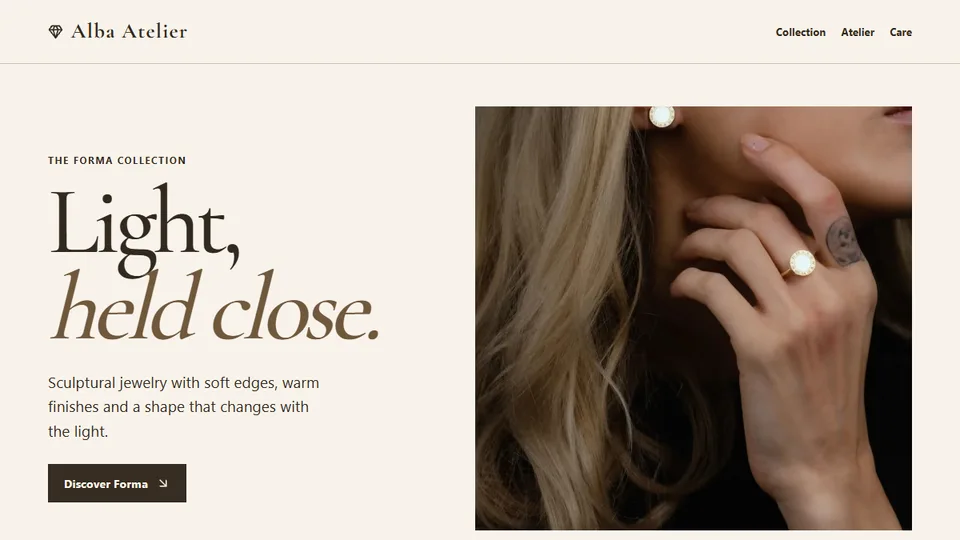 Alba Atelier
Collection Atelier Care
THE FORMA COLLECTION
Light,
held close.
Sculptural jewelry with soft edges, warm
finishes and a shape that changes with
the light.
Discover Forma